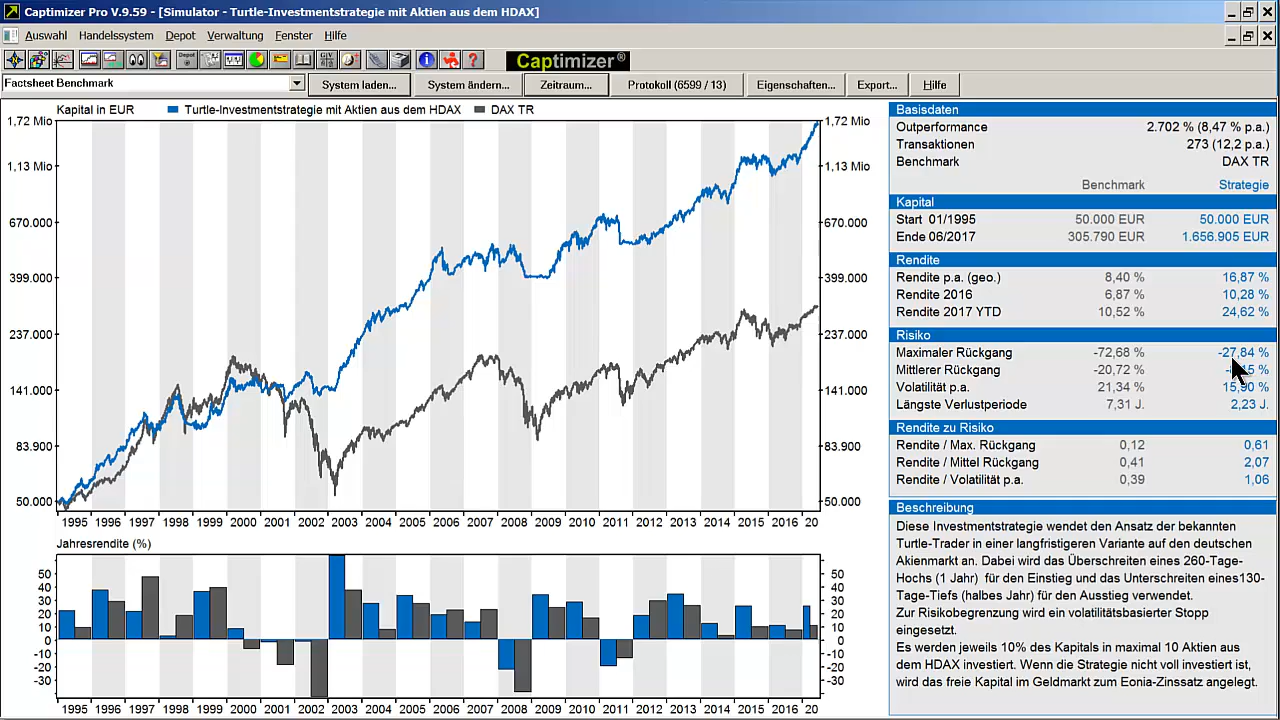 Captimizer Pro V.9.59 - [Simulator - Turtle-Investmentstrategie mit Aktien aus dem HDAX]
Auswahl Handelssystem Depot Verwaltung Fenster Hilfe
Captimizer®
Factsheet Benchmark System laden... System ändern... Zeitraum... Protokoll (6599 / 13) Eigenschaften... Export... Hilfe
Kapital in EUR Turtle-Investmentstrategie mit Aktien aus dem HDAX DAX TR
1,72 Mio 1,72 Mio
1,13 Mio 1,13 Mio
670.000 670.000
399.000 399.000
237.000 237.000
141.000 141.000
83.900 83.900
50.000 50.000
1995 1996 1997 1998 1999 2000 2001 2002 2003 2004 2005 2006 2007 2008 2009 2010 2011 2012 2013 2014 2015 2016 20
Jahresrendite (%)
50 50
40 40
30 30
20 20
10 10
0 0
-10 -10
-20 -20
-30 -30
1995 1996 1997 1998 1999 2000 2001 2002 2003 2004 2005 2006 2007 2008 2009 2010 2011 2012 2013 2014 2015 2016 20
Basisdaten
Outperformance 2.702 % (8,47 % p.a.)
Transaktionen 273 (12,2 p.a.)
Benchmark DAX TR
Benchmark Strategie
Kapital
Start 01/1995 50.000 EUR 50.000 EUR
Ende 06/2017 305.790 EUR 1.656.905 EUR
Rendite
Rendite p.a. (geo.) 8,40 % 16,87 %
Rendite 2016 6,87 % 10,28 %
Rendite 2017 YTD 10,52 % 24,62 %
Risiko
Maximaler Rückgang -72,68 % -27,84 %
Mittlerer Rückgang -20,72 %
Volatilität p.a. 21,34 % 15,90 %
Längste Verlustperiode 7,31 J. 2,23 J.
Rendite zu Risiko
Rendite / Max. Rückgang 0,12 0,61
Rendite / Mittel Rückgang 0,41 2,07
Rendite / Volatilität p.a. 0,39 1,06
Beschreibung
Diese Investmentstrategie wendet den Ansatz der bekannten
Turtle-Trader in einer langfristigeren Variante auf den deutschen
Akienmarkt an. Dabei wird das Überschreiten eines 260-Tage-
Hochs (1 Jahr) für den Einstieg und das Unterschreiten eines130-
Tage-Tiefs (halbes Jahr) für den Ausstieg verwendet.
Zur Risikobegrenzung wird ein volatilitätsbasierter Stopp
eingesetzt.
Es werden jeweils 10% des Kapitals in maximal 10 Aktien aus
dem HDAX investiert. Wenn die Strategie nicht voll investiert ist,
wird das freie Kapital im Geldmarkt zum Eonia-Zinssatz angelegt.